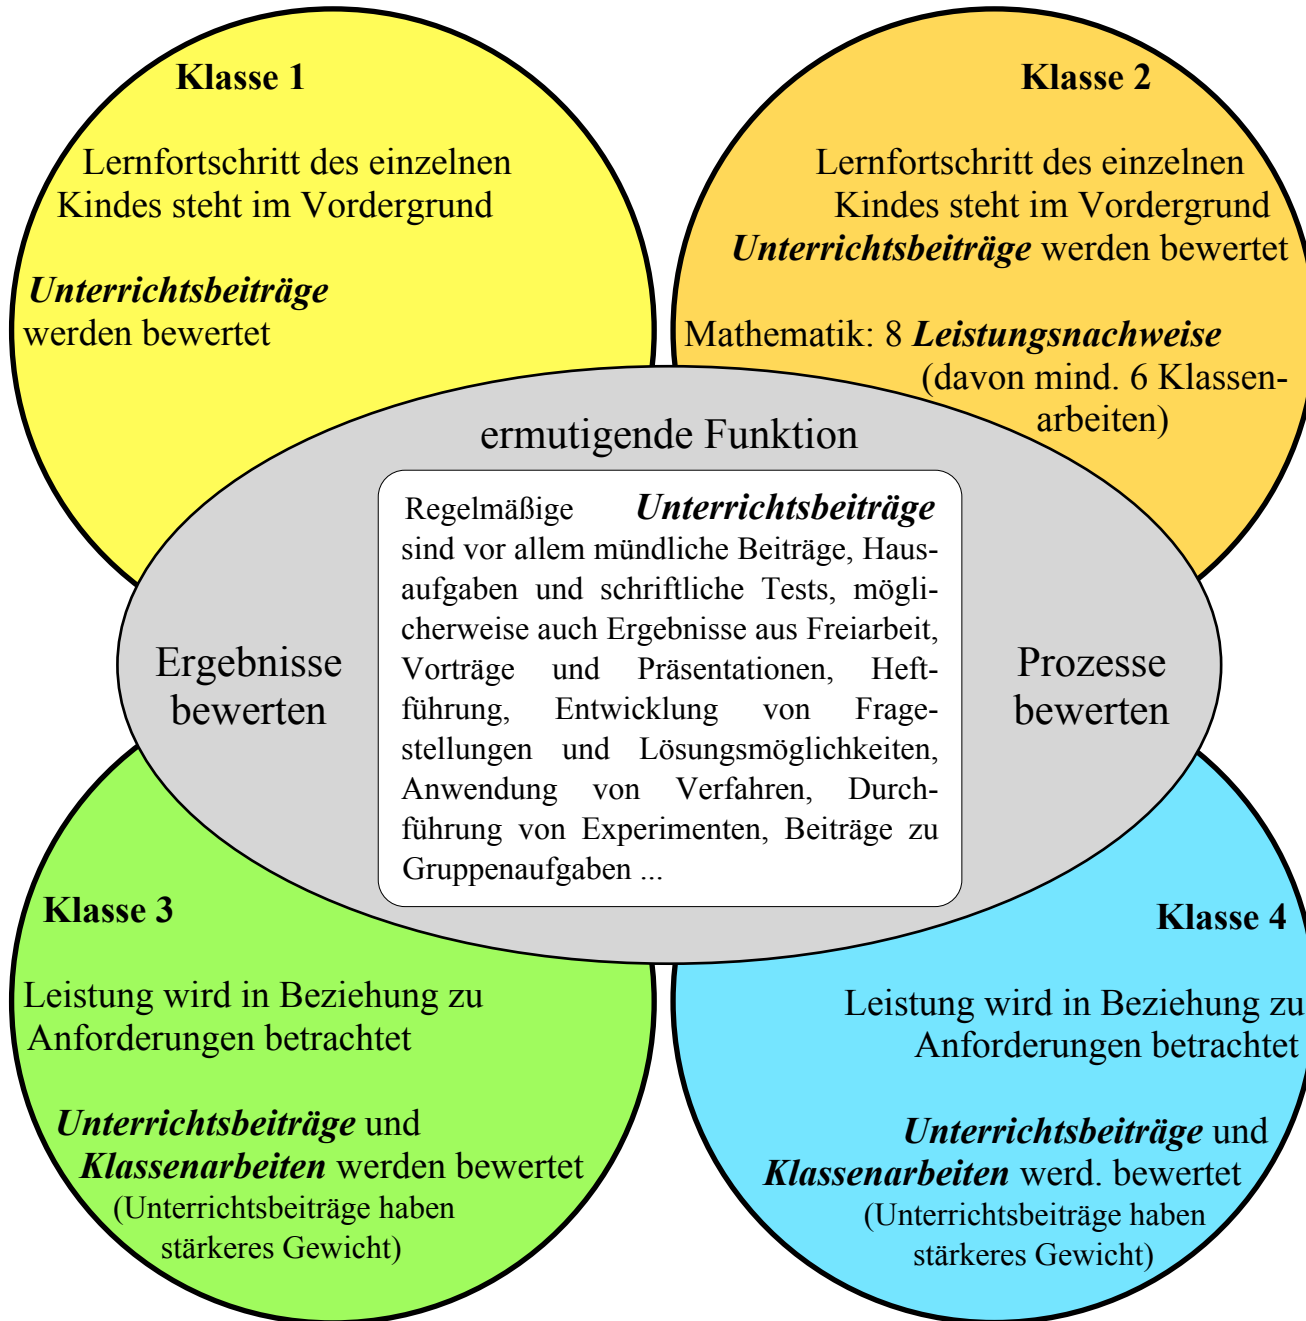 Klasse 1
Lernfortschritt des einzelnen
Kindes steht im Vordergrund
Unterrichtsbeiträge
werden bewertet
Klasse 2
Lernfortschritt des einzelnen
Kindes steht im Vordergrund
Unterrichtsbeiträge werden bewertet
Mathematik: 8 Leistungsnachweise
(davon mind. 6 Klassen-
arbeiten)
ermutigende Funktion
Ergebnisse
bewerten
Regelmäßige Unterrichtsbeiträge
sind vor allem mündliche Beiträge, Haus-
aufgaben und schriftliche Tests, mögli-
cherweise auch Ergebnisse aus Freiarbeit,
Vorträge und Präsentationen, Heft-
führung, Entwicklung von Frage-
stellungen und Lösungsmöglichkeiten,
Anwendung von Verfahren, Durch-
führung von Experimenten, Beiträge zu
Gruppenaufgaben ...
Prozesse
bewerten
Klasse 3
Leistung wird in Beziehung zu
Anforderungen betrachtet
Unterrichtsbeiträge und
Klassenarbeiten werden bewertet
(Unterrichtsbeiträge haben
stärkeres Gewicht)
Klasse 4
Leistung wird in Beziehung zu
Anforderungen betrachtet
Unterrichtsbeiträge und
Klassenarbeiten werd. bewertet
(Unterrichtsbeiträge haben
stärkeres Gewicht)